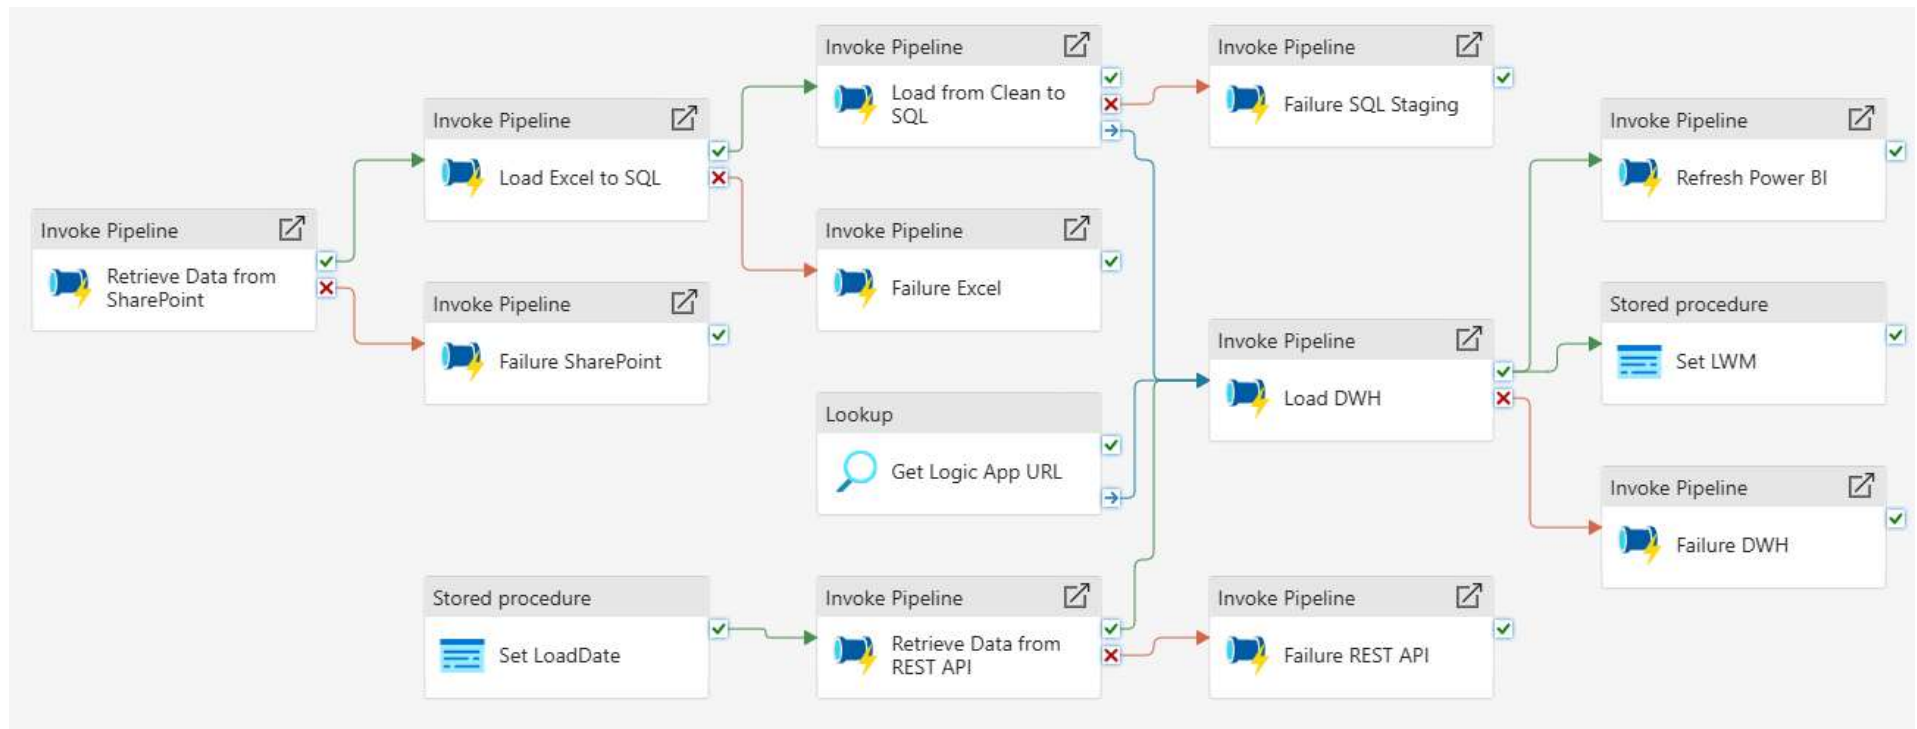 Invoke Pipeline
Retrieve Data from
SharePoint
Invoke Pipeline
Load Excel to SQL
Invoke Pipeline
Failure SharePoint
Stored procedure
Set LoadDate
Invoke Pipeline
Load from Clean to
SQL
Invoke Pipeline
Failure Excel
Lookup
Get Logic App URL
Invoke Pipeline
Retrieve Data from
REST API
Invoke Pipeline
Failure SQL Staging
Invoke Pipeline
Load DWH
Invoke Pipeline
Failure REST API
Invoke Pipeline
Refresh Power BI
Stored procedure
Set LWM
Invoke Pipeline
Failure DWH